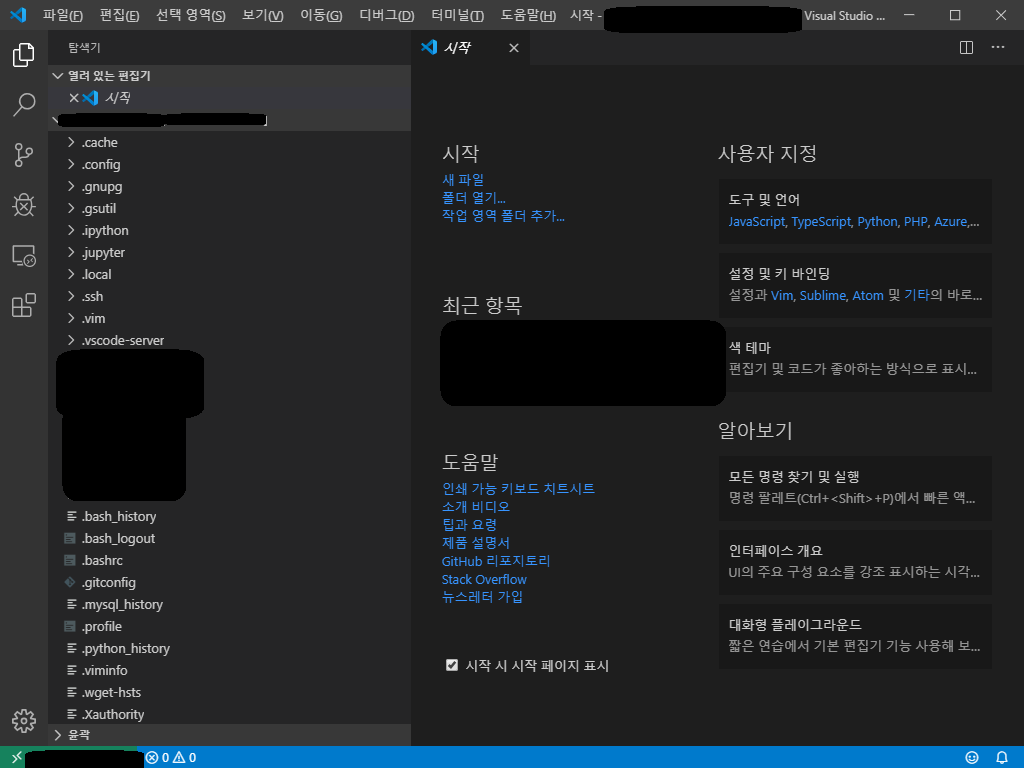 파일(F) 편집(E) 선택 영역(S) 보기(V) 이동(G) 디버그(D) 터미널(T) 도움말(H) 시작 - Visual Studio ...
탐색기
열려 있는 편집기
시작
.cache
.config
.gnupg
.gsutil
.ipython
.jupyter
.local
.ssh
.vim
.vscode-server
.bash_history
.bash_logout
.bashrc
.gitconfig
.mysql_history
.profile
.python_history
.viminfo
.wget-hsts
.Xauthority
윤곽
시작
시작
새 파일
폴더 열기...
작업 영역 폴더 추가...
최근 항목
도움말
인쇄 가능 키보드 치트시트
소개 비디오
팁과 요령
제품 설명서
GitHub 리포지토리
Stack Overflow
뉴스레터 가입
시작 시 시작 페이지 표시
사용자 지정
도구 및 언어
JavaScript, TypeScript, Python, PHP, Azure,...
설정 및 키 바인딩
설정과 Vim, Sublime, Atom 및 기타의 바로...
색 테마
편집기 및 코드가 좋아하는 방식으로 표시...
알아보기
모든 명령 찾기 및 실행
명령 팔레트(Ctrl+<Shift>+P)에서 빠른 액...
인터페이스 개요
UI의 주요 구성 요소를 강조 표시하는 시각...
대화형 플레이그라운드
짧은 연습에서 기본 편집기 기능 사용해 보...
0 0